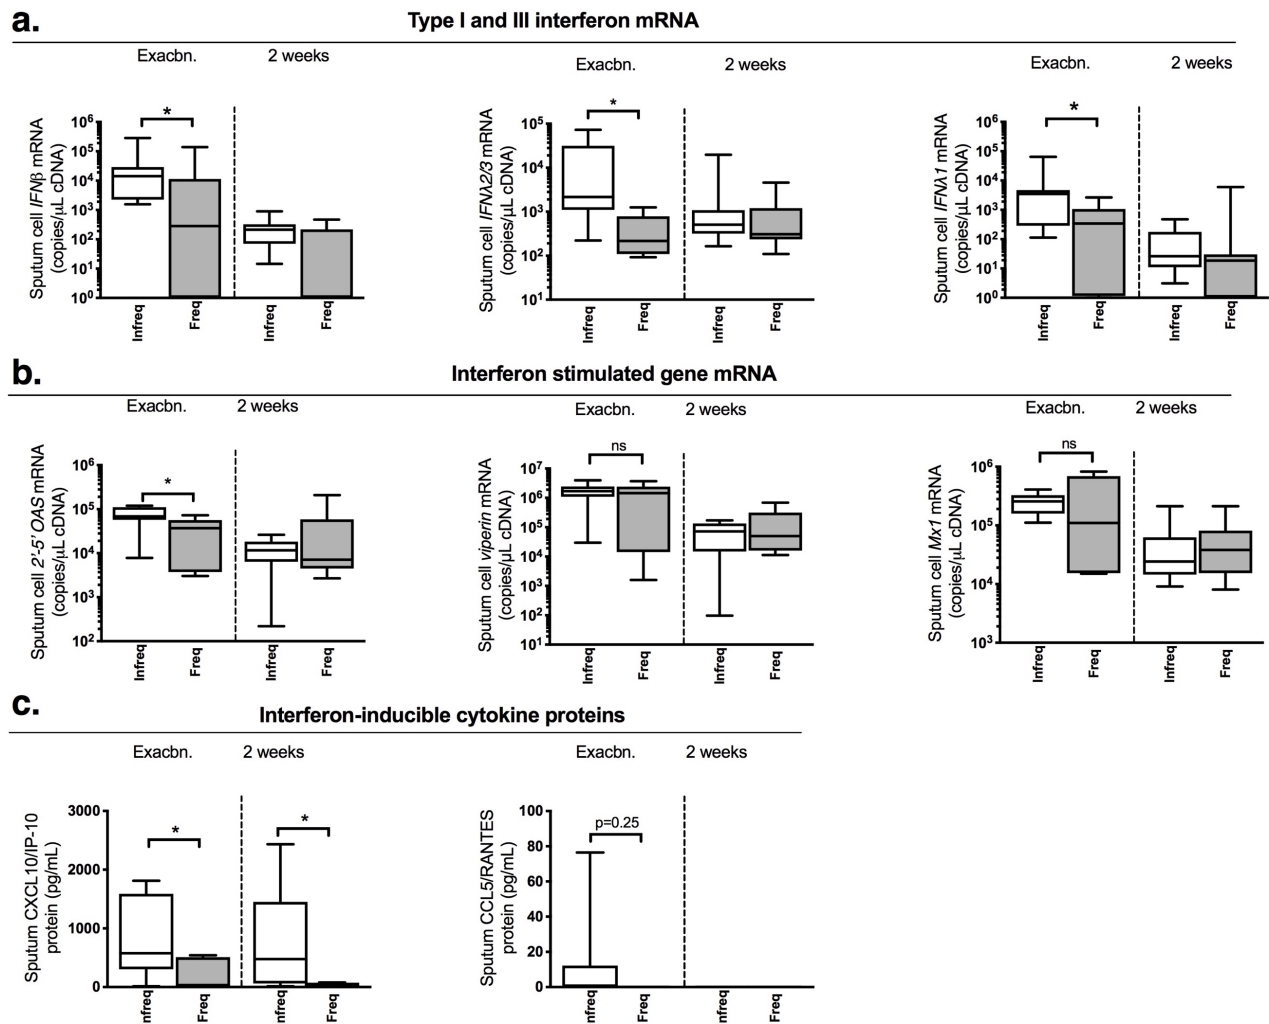 a.
Type I and III interferon mRNA
Exacbn.
2 weeks
Sputum cell IFNβ mRNA
(copies/μL cDNA)
10⁶
10⁵
10⁴
10³
10²
10¹
10⁰
*
Infreq
Freq
Infreq
Freq
Exacbn.
2 weeks
Sputum cell IFNλ2/3 mRNA
(copies/μL cDNA)
10⁵
10⁴
10³
10²
10¹
*
Infreq
Freq
Infreq
Freq
Exacbn.
2 weeks
Sputum cell IFNλ1 mRNA
(copies/μL cDNA)
10⁶
10⁵
10⁴
10³
10²
10¹
10⁰
*
Infreq
Freq
Infreq
Freq
b.
Interferon stimulated gene mRNA
Exacbn.
2 weeks
Sputum cell 2'-5' OAS mRNA
(copies/μL cDNA)
10⁶
10⁵
10⁴
10³
10²
*
Infreq
Freq
Infreq
Freq
Exacbn.
2 weeks
Sputum cell viperin mRNA
(copies/μL cDNA)
10⁷
10⁶
10⁵
10⁴
10³
10²
10¹
ns
Infreq
Freq
Infreq
Freq
Exacbn.
2 weeks
Sputum cell Mx1 mRNA
(copies/μL cDNA)
10⁶
10⁵
10⁴
10³
ns
Infreq
Freq
Infreq
Freq
c.
Interferon-inducible cytokine proteins
Exacbn.
2 weeks
Sputum CXCL10/IP-10
protein (pg/mL)
3000
2000
1000
0
*
*
nfreq
Freq
nfreq
Freq
Exacbn.
2 weeks
Sputum CCL5/RANTES
protein (pg/mL)
100
80
60
40
20
0
p=0.25
nfreq
Freq
nfreq
Freq